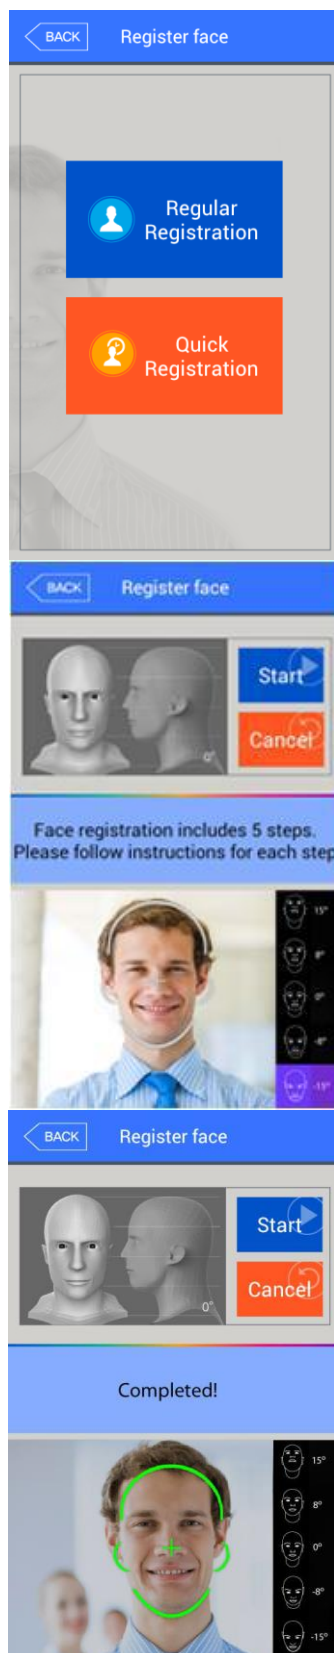 BACK
Register face
Regular
Registration
Quick
Registration
BACK
Register face
0°
Start
Cancel
Face registration includes 5 steps.
Please follow instructions for each step
15°
8°
0°
-8°
-15°
BACK
Register face
0°
Start
Cancel
Completed!
15°
8°
0°
-8°
-15°